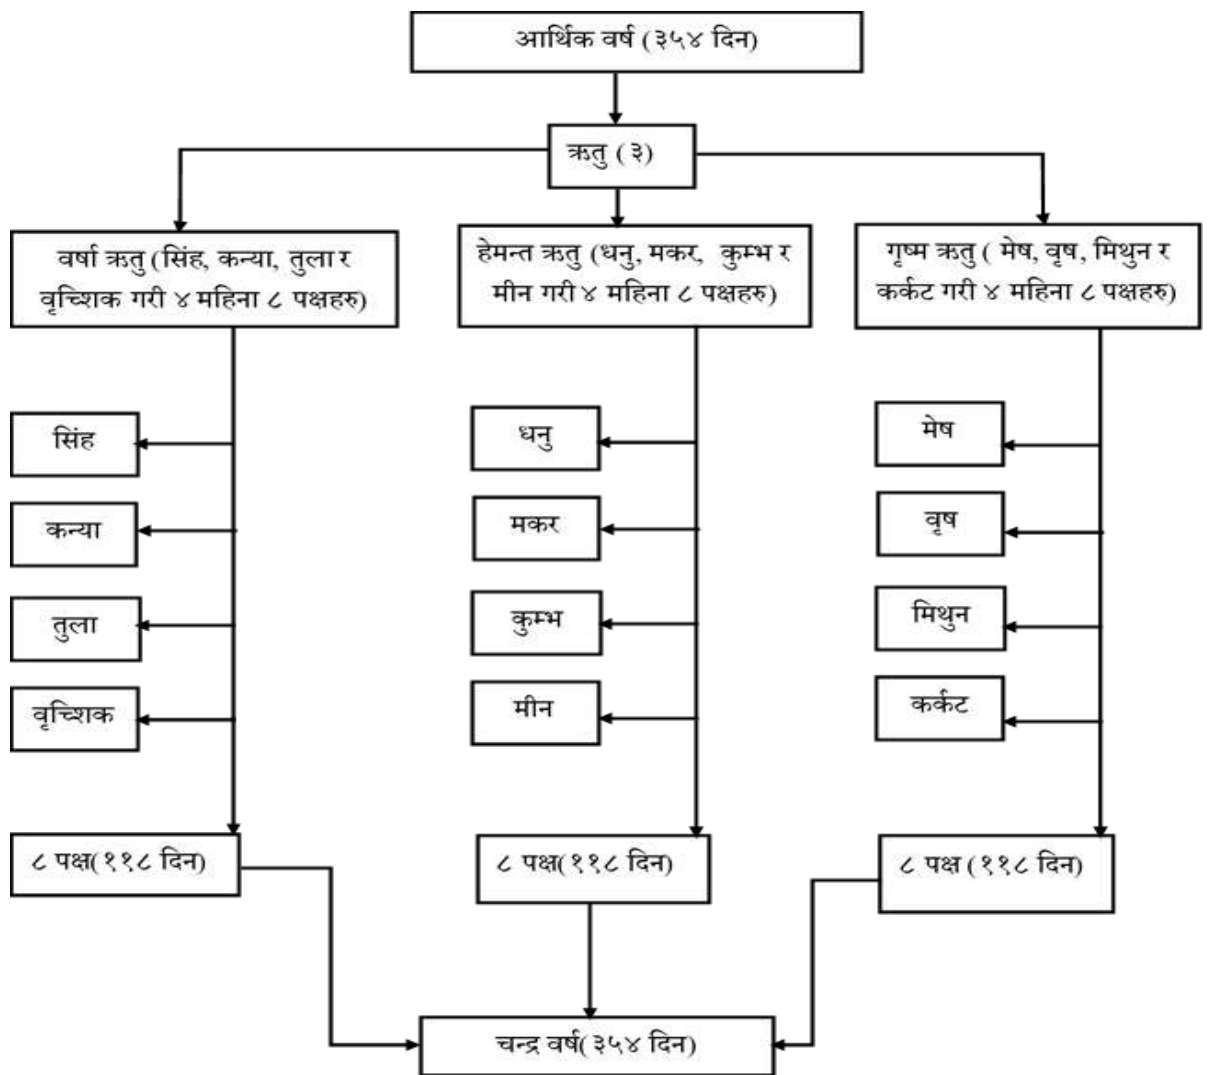 आर्थिक वर्ष (३५४ दिन)
ऋतु (३)
वर्षा ऋतु (सिंह, कन्या, तुला र
वृच्शिक गरी ४ महिना ८ पक्षहरु)
हेमन्त ऋतु (धनु, मकर, कुम्भ र
मीन गरी ४ महिना ८ पक्षहरु)
गृष्म ऋतु ( मेष, वृष, मिथुन र
कर्कट गरी ४ महिना ८ पक्षहरु)
सिंह
कन्या
तुला
वृच्शिक
धनु
मकर
कुम्भ
मीन
मेष
वृष
मिथुन
कर्कट
८ पक्ष(११८ दिन)
८ पक्ष(११८ दिन)
८ पक्ष (११८ दिन)
चन्द्र वर्ष(३५४ दिन)